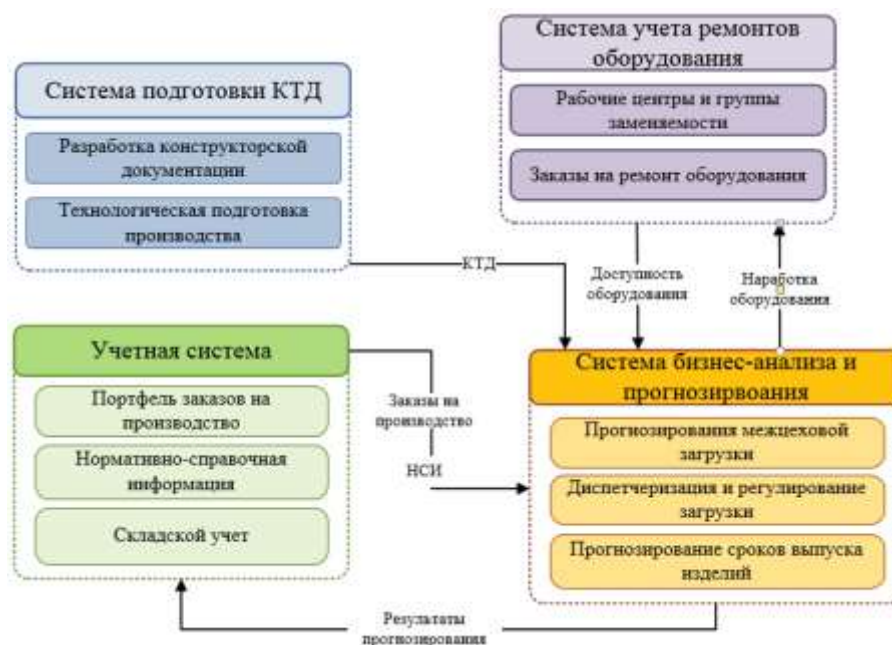 Система учета ремонтов
оборудования
Рабочие центры и группы
заменяемости
Заказы на ремонт оборудования
Система подготовки КТД
Разработка конструкторской
документации
Технологическая подготовка
производства
КТД
Доступность
оборудования
Наработка
оборудования
Учетная система
Портфель заказов на
производство
Нормативно-справочная
информация
Складской учет
Заказы на
производство
НСИ
Система бизнес-анализа и
прогнозирвоания
Прогнозирования межцеховой
загрузки
Диспетчеризация и регулирование
загрузки
Прогнозирование сроков выпуска
изделий
Результаты
прогнозирования